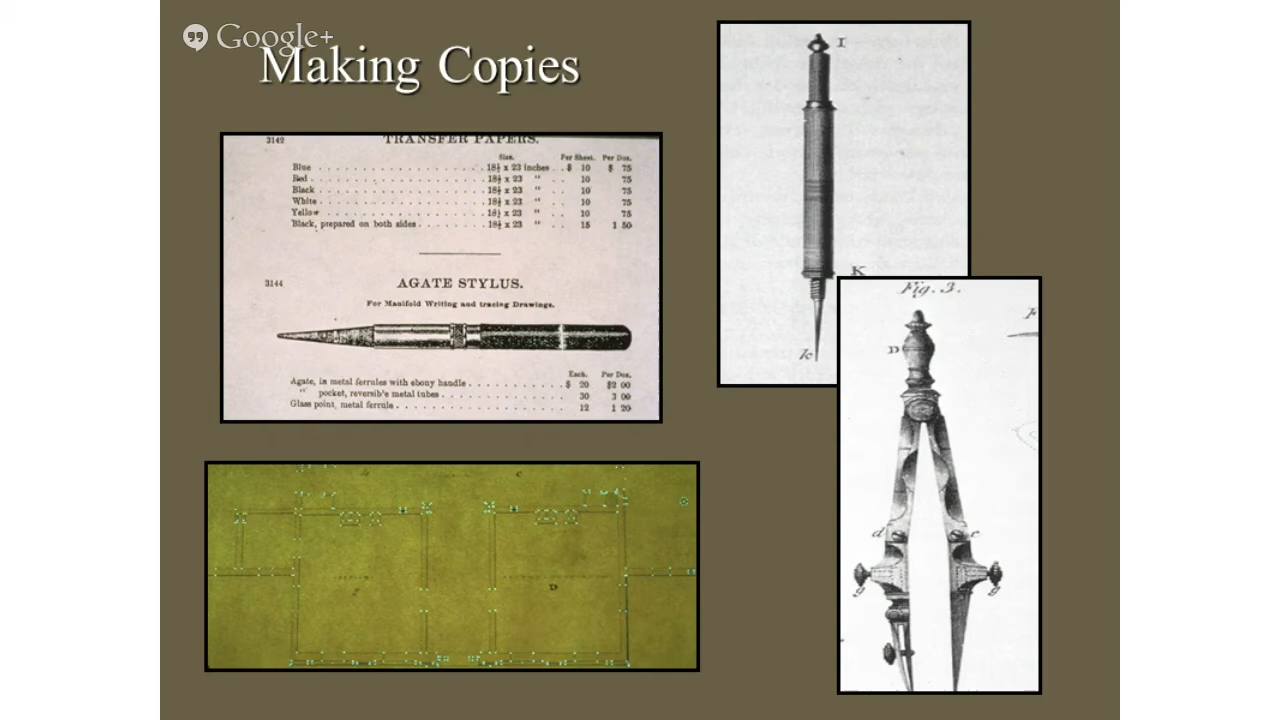 Google+
Making Copies
3142 TRANSFER PAPERS.
Size. Per Sheet. Per Doz.
Blue . . . . . . . . . . . . . . . . . . . 18½ x 23 inches . . $ 10 $ 75
Red . . . . . . . . . . . . . . . . . . . 18½ x 23 " . . 10 75
Black . . . . . . . . . . . . . . . . . . 18½ x 23 " . . 10 75
White . . . . . . . . . . . . . . . . . . 18½ x 23 " . . 10 75
Yellow . . . . . . . . . . . . . . . . . 18½ x 23 " . . 10 75
Black, prepared on both sides . . . . . . . 18½ x 23 " . . 15 1 50
3144 AGATE STYLUS.
For Manifold Writing and tracing Drawings.
Each. Per Doz.
Agate, in metal ferrules with ebony handle . . . . . . . . . $ 20 $2 00
" pocket, reversible metal tubes . . . . . . . . . . . 30 3 00
Glass point, metal ferrule . . . . . . . . . . . . . . . 12 1 20
I
K
k
Fig. 3.
F
D
d e
g g
c
D